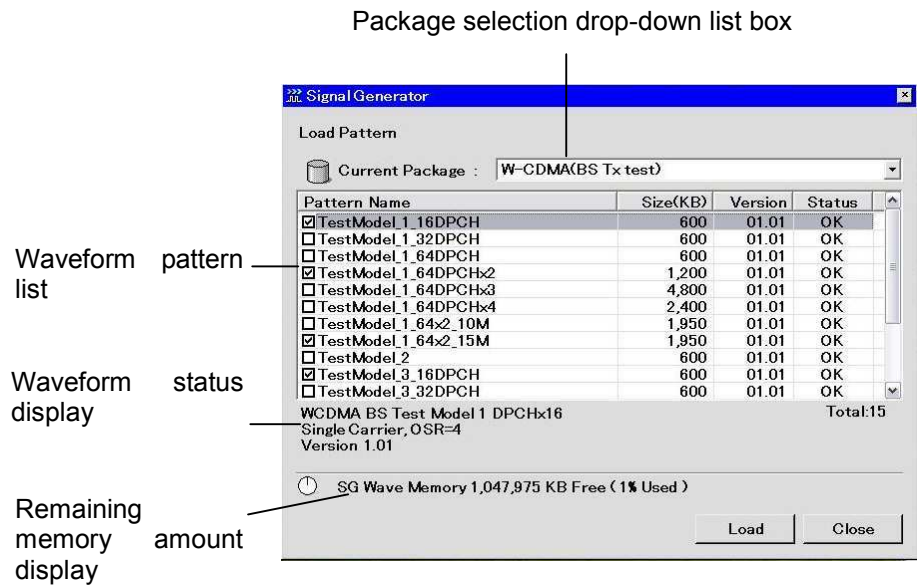 Package selection drop-down list box
Signal Generator
Load Pattern
Current Package : W-CDMA(BS Tx test)
Pattern Name Size(KB) Version Status
TestModel_1_16DPCH 600 01.01 OK
TestModel_1_32DPCH 600 01.01 OK
TestModel_1_64DPCH 600 01.01 OK
TestModel_1_64DPCHx2 1,200 01.01 OK
TestModel_1_64DPCHx3 4,800 01.01 OK
TestModel_1_64DPCHx4 2,400 01.01 OK
TestModel_1_64x2_10M 1,950 01.01 OK
TestModel_1_64x2_15M 1,950 01.01 OK
TestModel_2 600 01.01 OK
TestModel_3_16DPCH 600 01.01 OK
TestModel_3_32DPCH 600 01.01 OK
WCDMA BS Test Model 1 DPCHx16 Total:15
Single Carrier, OSR=4
Version 1.01
SG Wave Memory 1,047,975 KB Free ( 1% Used )
Load Close
Waveform pattern
list
Waveform status
display
Remaining
memory amount
display